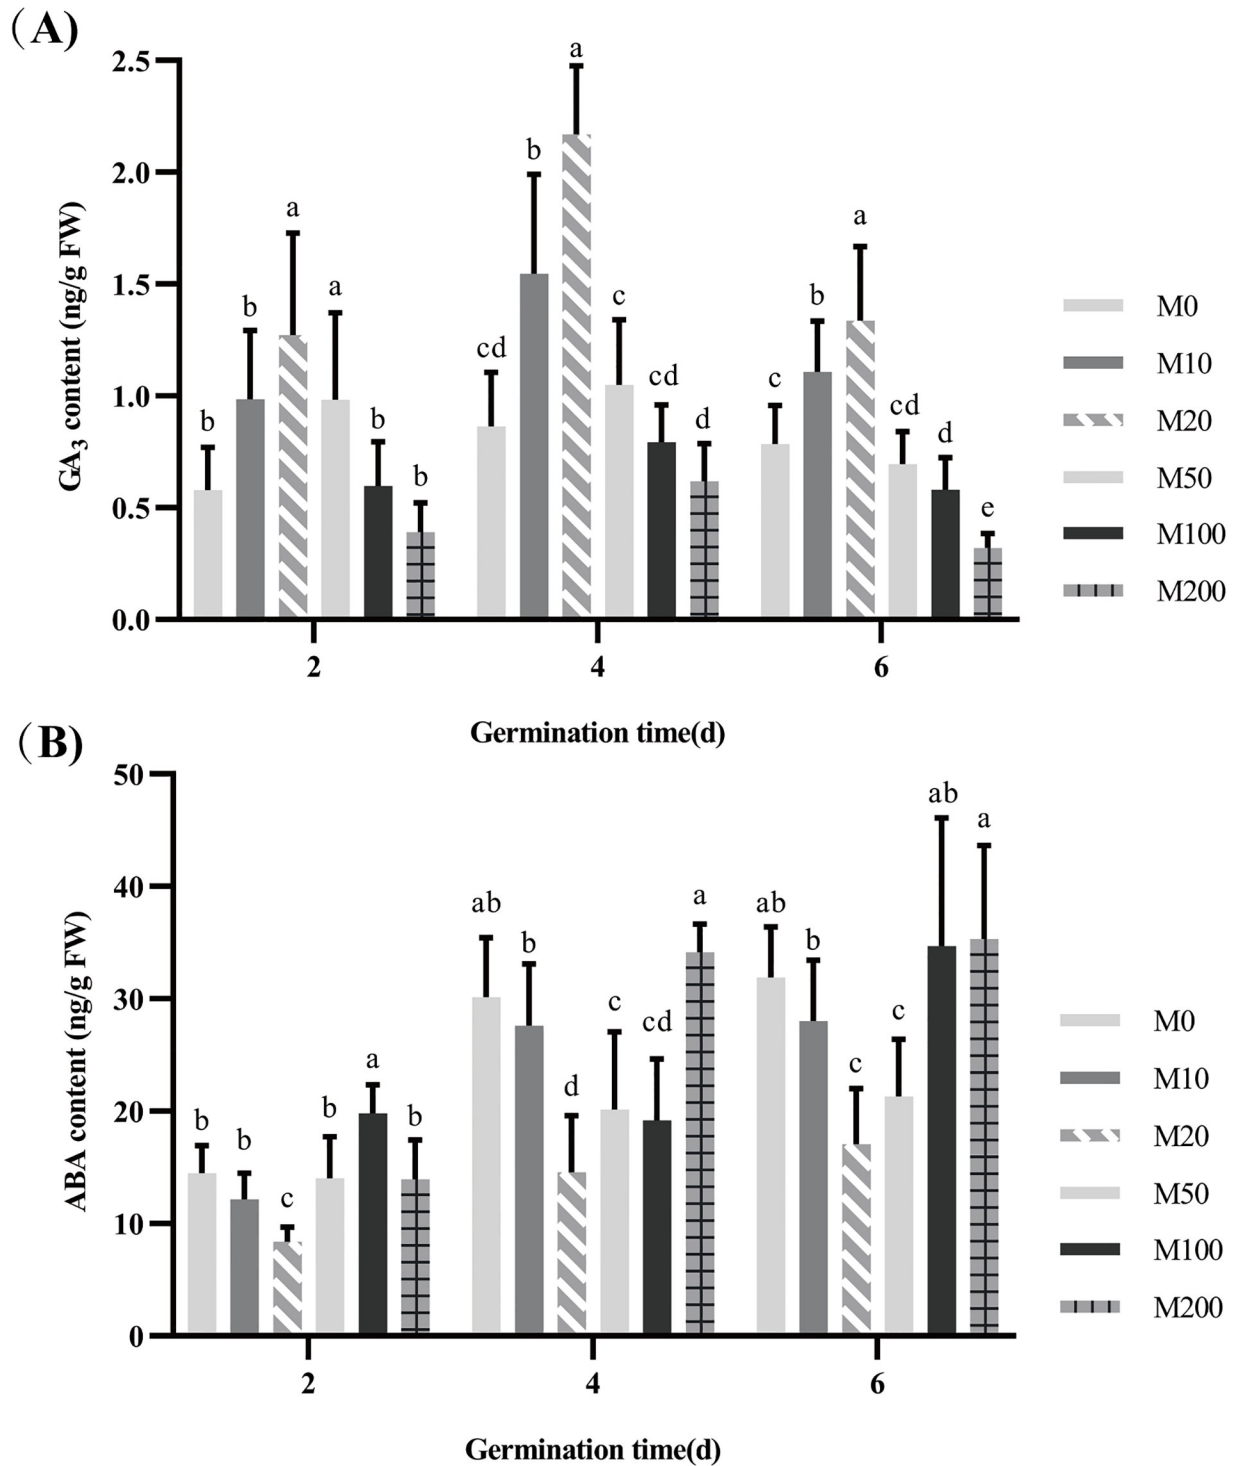 （A)
GA3 content (ng/g FW)
2.5
2.0
1.5
1.0
0.5
0.0
b b a a b b
cd b a c cd d
c b a cd d e
2 4 6
Germination time(d)
M0
M10
M20
M50
M100
M200
（B)
ABA content (ng/g FW)
50
40
30
20
10
0
b b c b a b
ab b d c cd a
ab b c c ab a
2 4 6
Germination time(d)
M0
M10
M20
M50
M100
M200